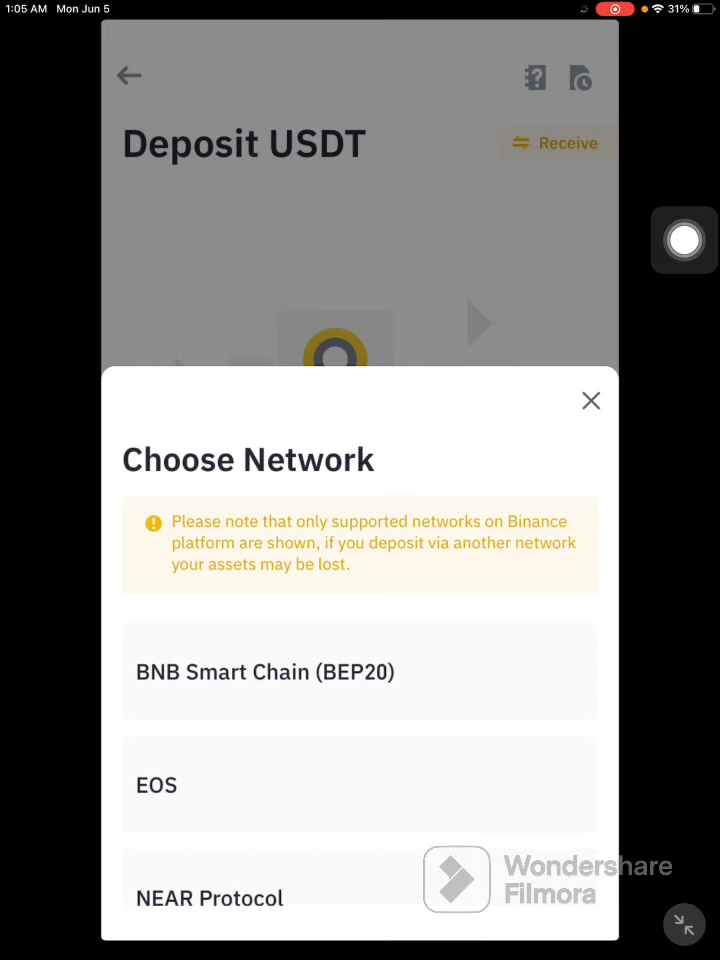 1:05 AM Mon Jun 5
31%
Deposit USDT
Receive
Choose Network
Please note that only supported networks on Binance
platform are shown, if you deposit via another network
your assets may be lost.
BNB Smart Chain (BEP20)
EOS
NEAR Protocol
Wondershare
Filmora